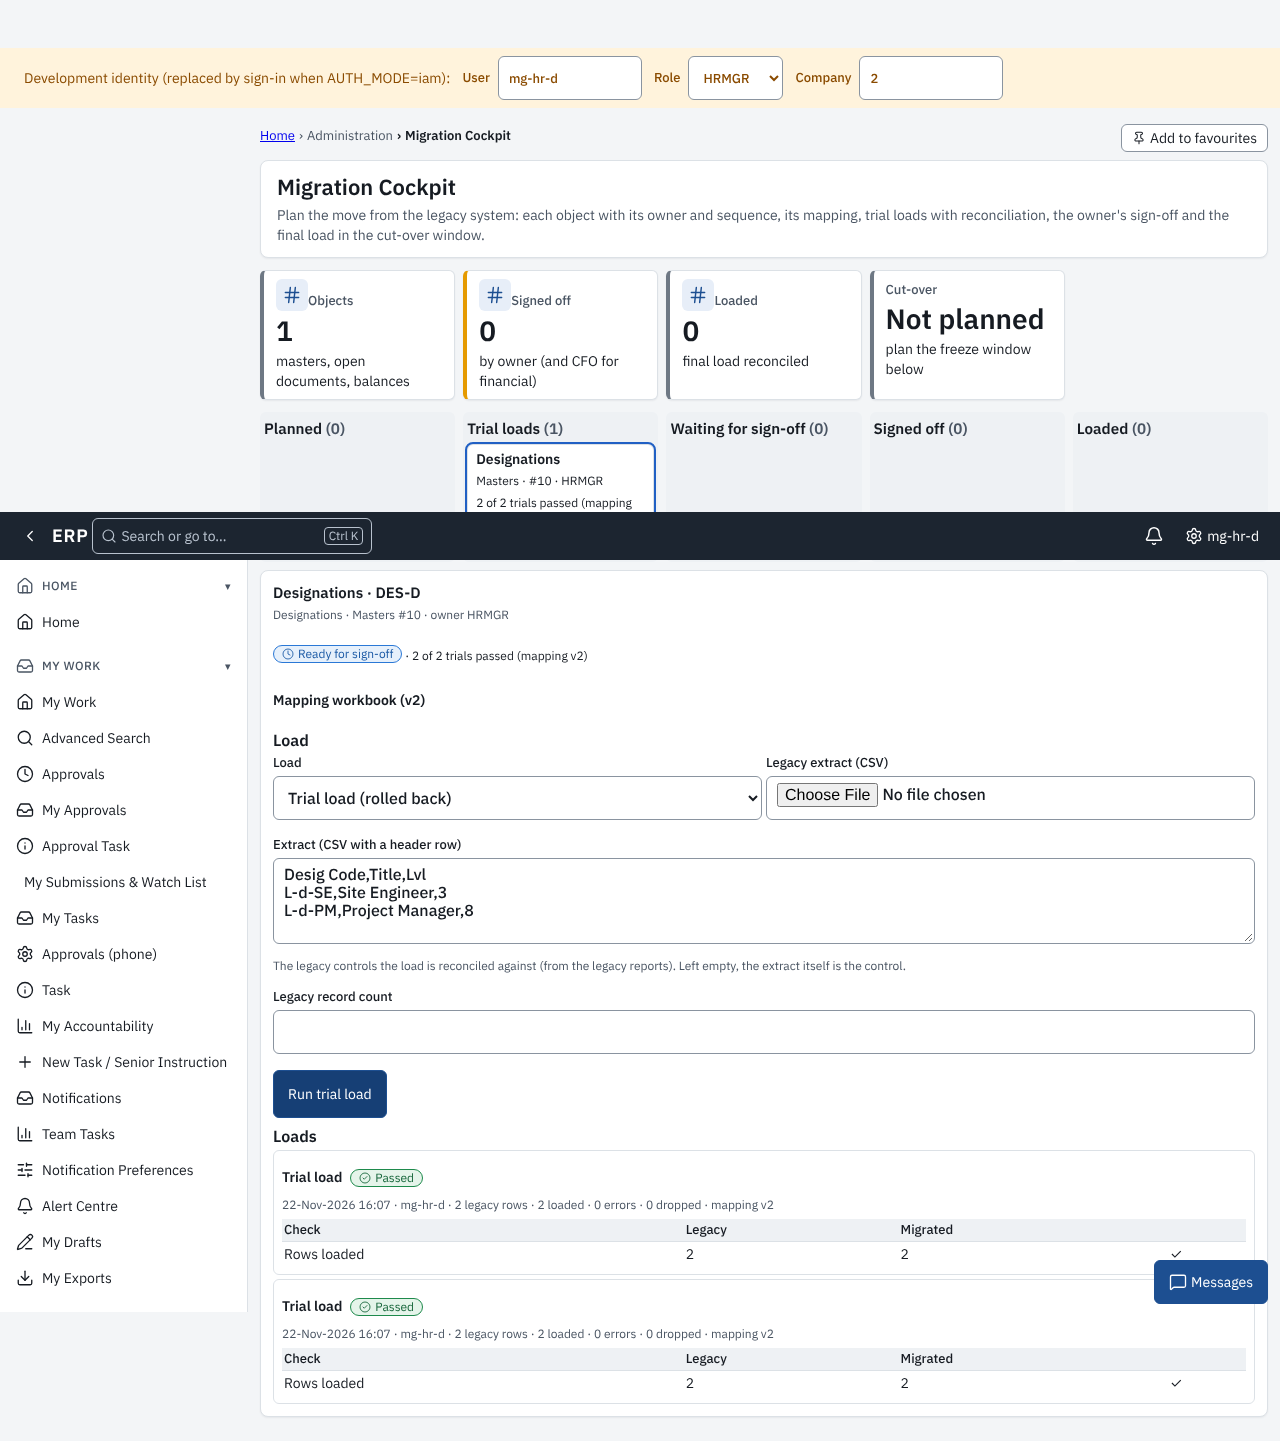 Development identity (replaced by sign-in when AUTH_MODE=iam): User mg-hr-d Role HRMGR Company 2
Home › Administration › Migration Cockpit
Add to favourites
Migration Cockpit
Plan the move from the legacy system: each object with its owner and sequence, its mapping, trial loads with reconciliation, the owner's sign-off and the
final load in the cut-over window.
Objects
1
masters, open
documents, balances
Signed off
0
by owner (and CFO for
financial)
Loaded
0
final load reconciled
Cut-over
Not planned
plan the freeze window
below
Planned (0)
Trial loads (1)
Designations
Masters · #10 · HRMGR
2 of 2 trials passed (mapping
Waiting for sign-off (0)
Signed off (0)
Loaded (0)
ERP
Search or go to...
Ctrl K
mg-hr-d
HOME
Home
MY WORK
My Work
Advanced Search
Approvals
My Approvals
Approval Task
My Submissions & Watch List
My Tasks
Approvals (phone)
Task
My Accountability
New Task / Senior Instruction
Notifications
Team Tasks
Notification Preferences
Alert Centre
My Drafts
My Exports
Designations · DES-D
Designations · Masters #10 · owner HRMGR
Ready for sign-off · 2 of 2 trials passed (mapping v2)
Mapping workbook (v2)
Load
Load
Trial load (rolled back)
Legacy extract (CSV)
Choose File No file chosen
Extract (CSV with a header row)
Desig Code,Title,Lvl
L-d-SE,Site Engineer,3
L-d-PM,Project Manager,8
The legacy controls the load is reconciled against (from the legacy reports). Left empty, the extract itself is the control.
Legacy record count
Run trial load
Loads
Trial load Passed
22-Nov-2026 16:07 · mg-hr-d · 2 legacy rows · 2 loaded · 0 errors · 0 dropped · mapping v2
Check Legacy Migrated
Rows loaded 2 2 ✓
Messages
Trial load Passed
22-Nov-2026 16:07 · mg-hr-d · 2 legacy rows · 2 loaded · 0 errors · 0 dropped · mapping v2
Check Legacy Migrated
Rows loaded 2 2 ✓